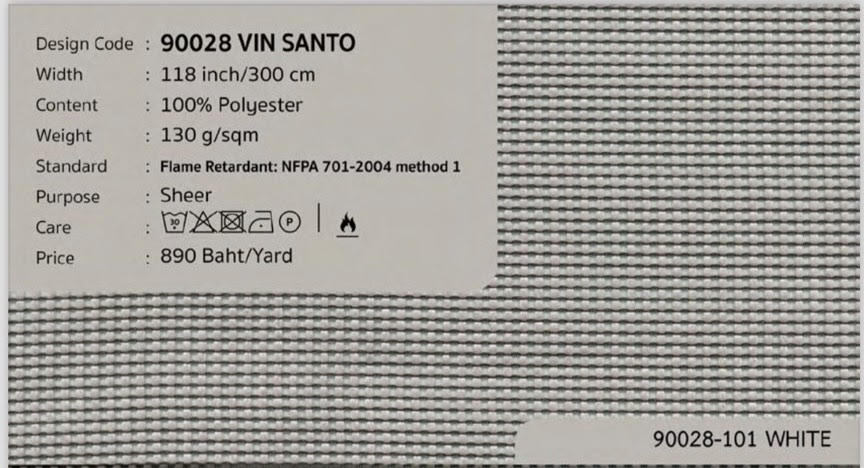 Design Code : 90028 VIN SANTO
Width : 118 inch/300 cm
Content : 100% Polyester
Weight : 130 g/sqm
Standard : Flame Retardant: NFPA 701-2004 method 1
Purpose : Sheer
Care : 30 P
Price : 890 Baht/Yard
90028-101 WHITE